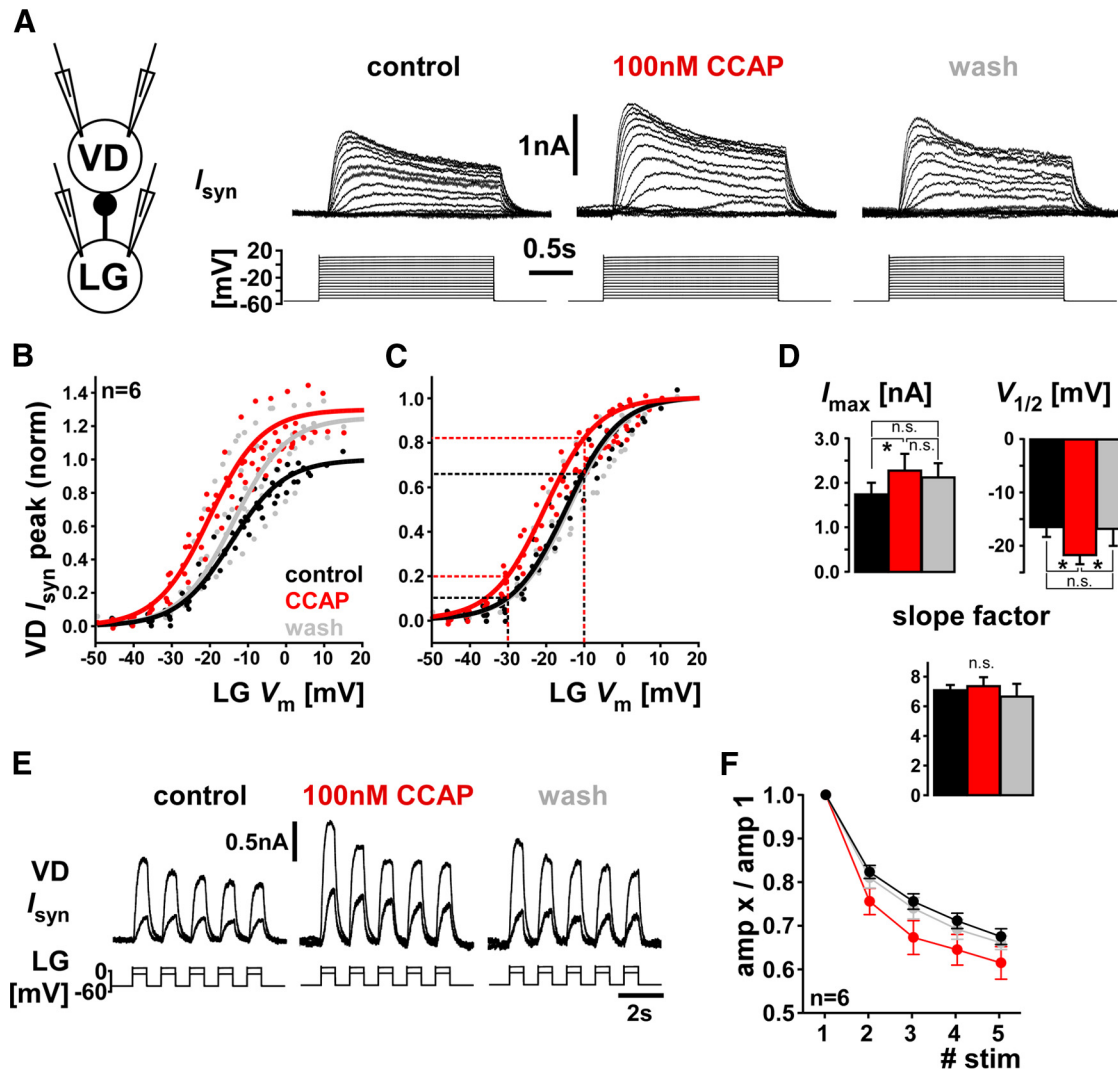 A
control
100nM CCAP
wash
VD
LG
Isyn
1nA
0.5s
20
-20
-60
[mV]
B
n=6
1.4
1.2
1.0
0.8
0.6
0.4
0.2
0.0
VD Isyn peak (norm)
control
CCAP
wash
-50 -40 -30 -20 -10 0 10 20
LG Vm [mV]
C
1.0
0.8
0.6
0.4
0.2
0.0
-50 -40 -30 -20 -10 0 10 20
LG Vm [mV]
D
Imax [nA]
n.s.
* n.s.
3.0
2.0
1.0
0.0
V1/2 [mV]
0
-10
-20
* *
n.s.
slope factor
n.s.
8
6
4
2
0
E
control
100nM CCAP
wash
0.5nA
VD
Isyn
LG
[mV]
0
-60
2s
F
1.0
0.9
0.8
0.7
0.6
0.5
amp x / amp 1
n=6
1 2 3 4 5
# stim